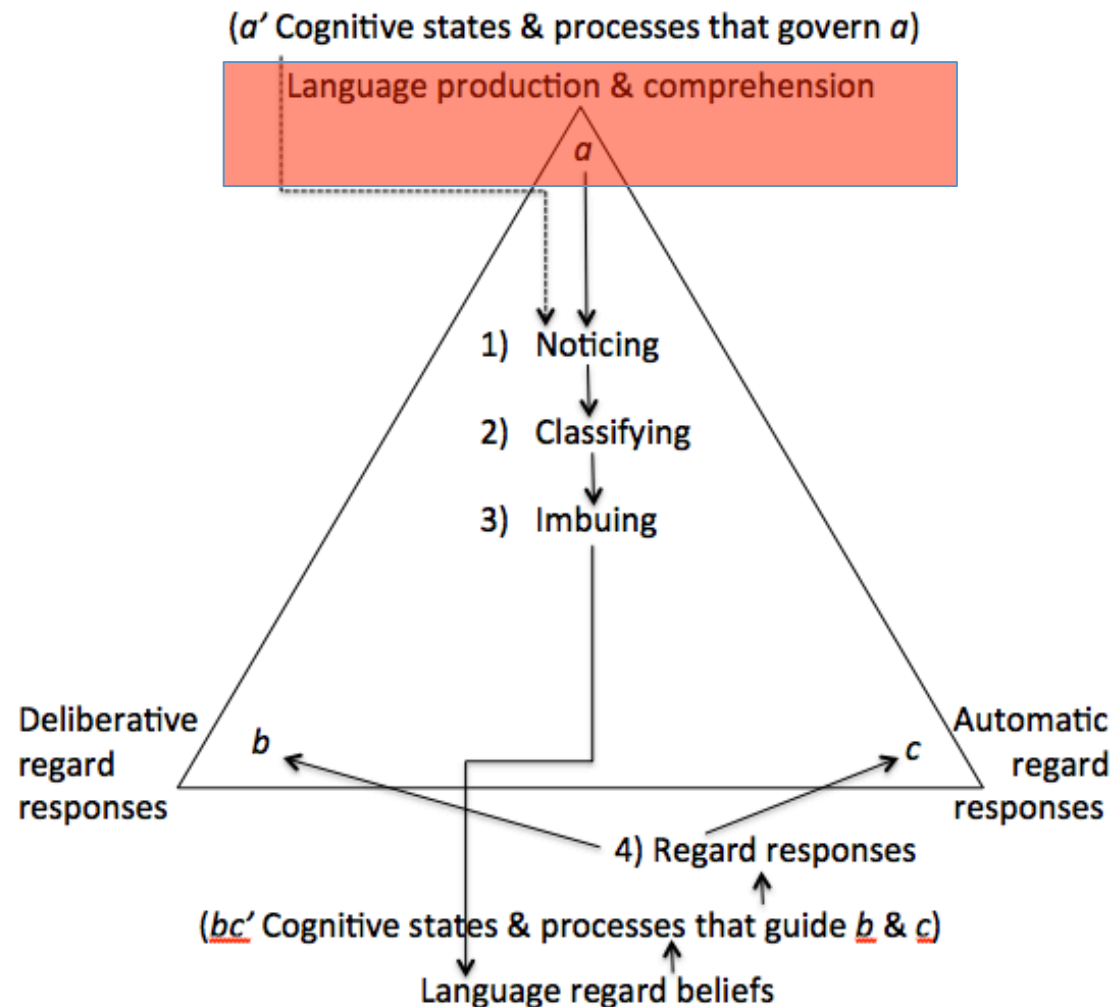 (a’ Cognitive states & processes that govern a)
Language production & comprehension
a
1) Noticing
2) Classifying
3) Imbuing
Deliberative
regard
responses
b
c
Automatic
regard
responses
4) Regard responses
(bc’ Cognitive states & processes that guide b & c)
Language regard beliefs